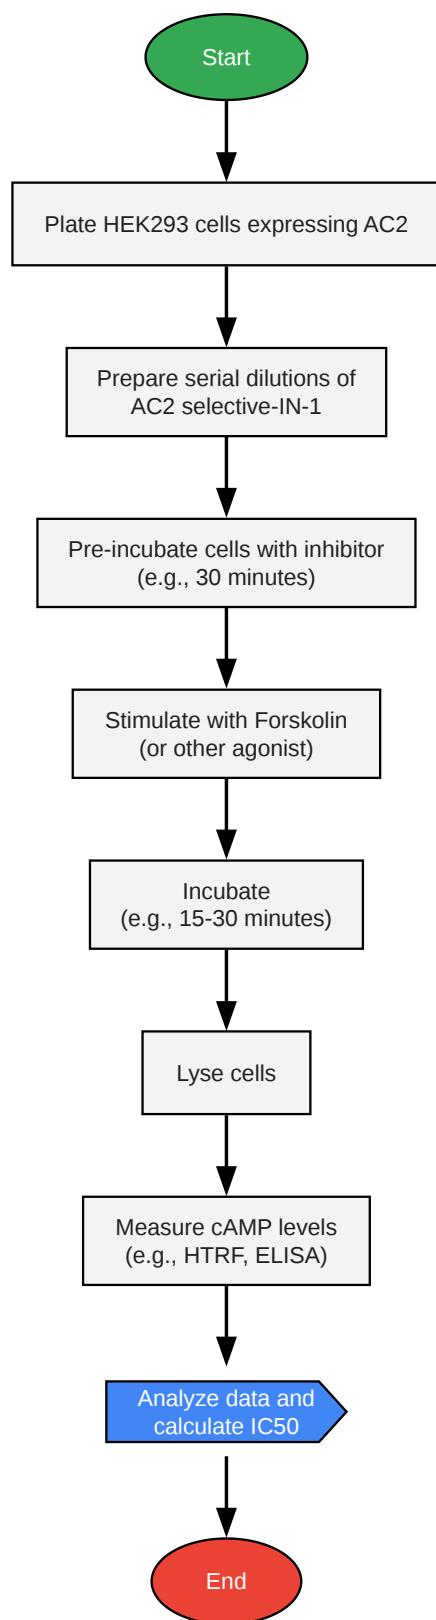 Start
Plate HEK293 cells expressing AC2
Prepare serial dilutions of
AC2 selective-IN-1
Pre-incubate cells with inhibitor
(e.g., 30 minutes)
Stimulate with Forskolin
(or other agonist)
Incubate
(e.g., 15-30 minutes)
Lyse cells
Measure cAMP levels
(e.g., HTRF, ELISA)
Analyze data and
calculate IC50
End